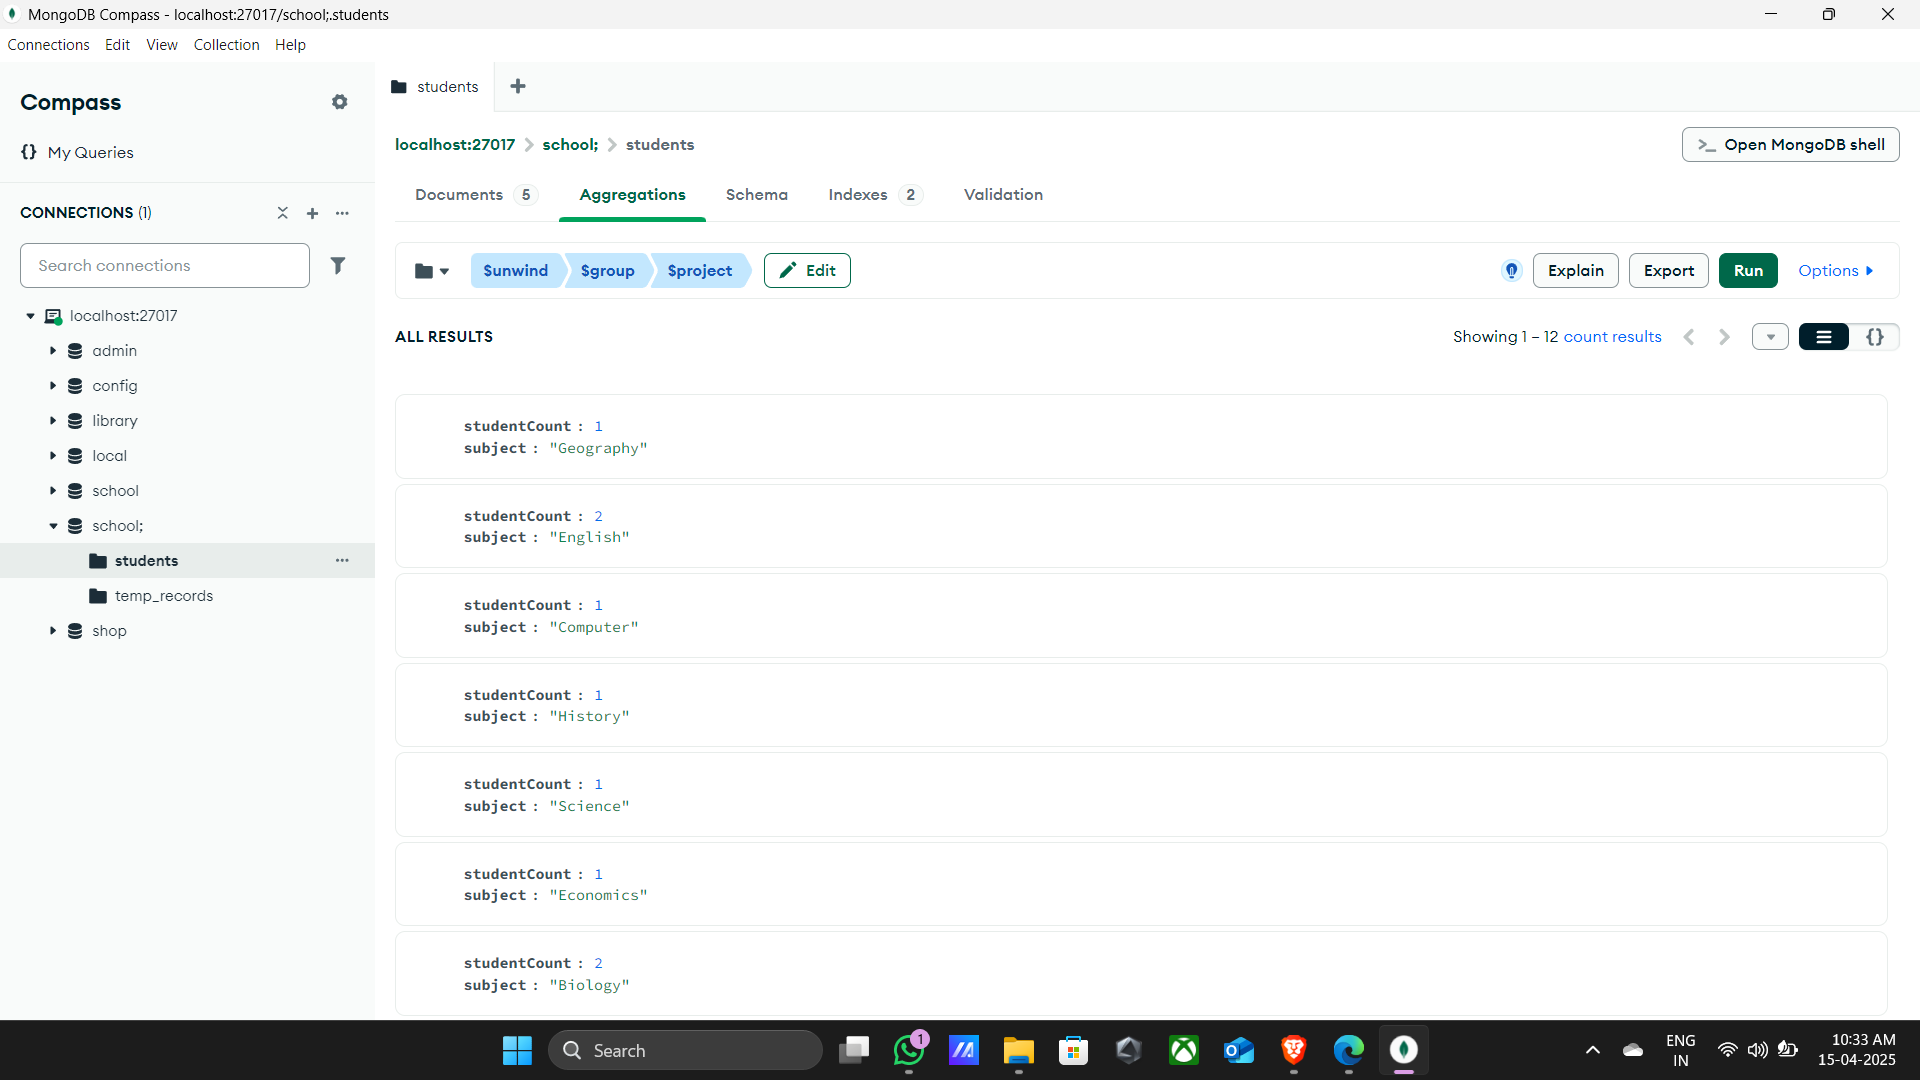 MongoDB Compass - localhost:27017/school;.students
Connections Edit View Collection Help
Compass
{} My Queries
CONNECTIONS (1)
Search connections
localhost:27017
admin
config
library
local
school
school;
students
temp_records
shop
students
localhost:27017 school; students
>_ Open MongoDB shell
Documents 5 Aggregations Schema Indexes 2 Validation
$unwind $group $project Edit Explain Export Run Options
ALL RESULTS
Showing 1 – 12 count results
{}
studentCount : 1
subject : "Geography"
studentCount : 2
subject : "English"
studentCount : 1
subject : "Computer"
studentCount : 1
subject : "History"
studentCount : 1
subject : "Science"
studentCount : 1
subject : "Economics"
studentCount : 2
subject : "Biology"
Search
1
ENG
IN
10:33 AM
15-04-2025